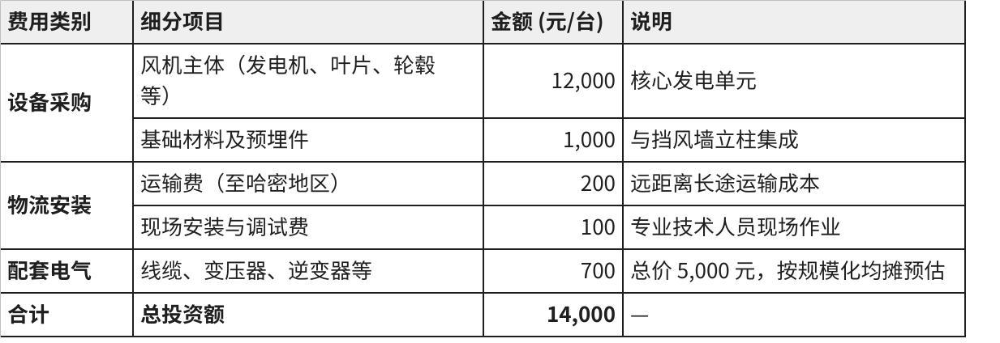 费用类别 细分项目 金额 (元/台) 说明
设备采购 风机主体（发电机、叶片、轮毂
等） 12,000 核心发电单元
基础材料及预埋件 1,000 与挡风墙立柱集成
物流安装 运输费（至哈密地区） 200 远距离长途运输成本
现场安装与调试费 100 专业技术人员现场作业
配套电气 线缆、变压器、逆变器等 700 总价 5,000 元，按规模化均摊预估
合计 总投资额 14,000 —